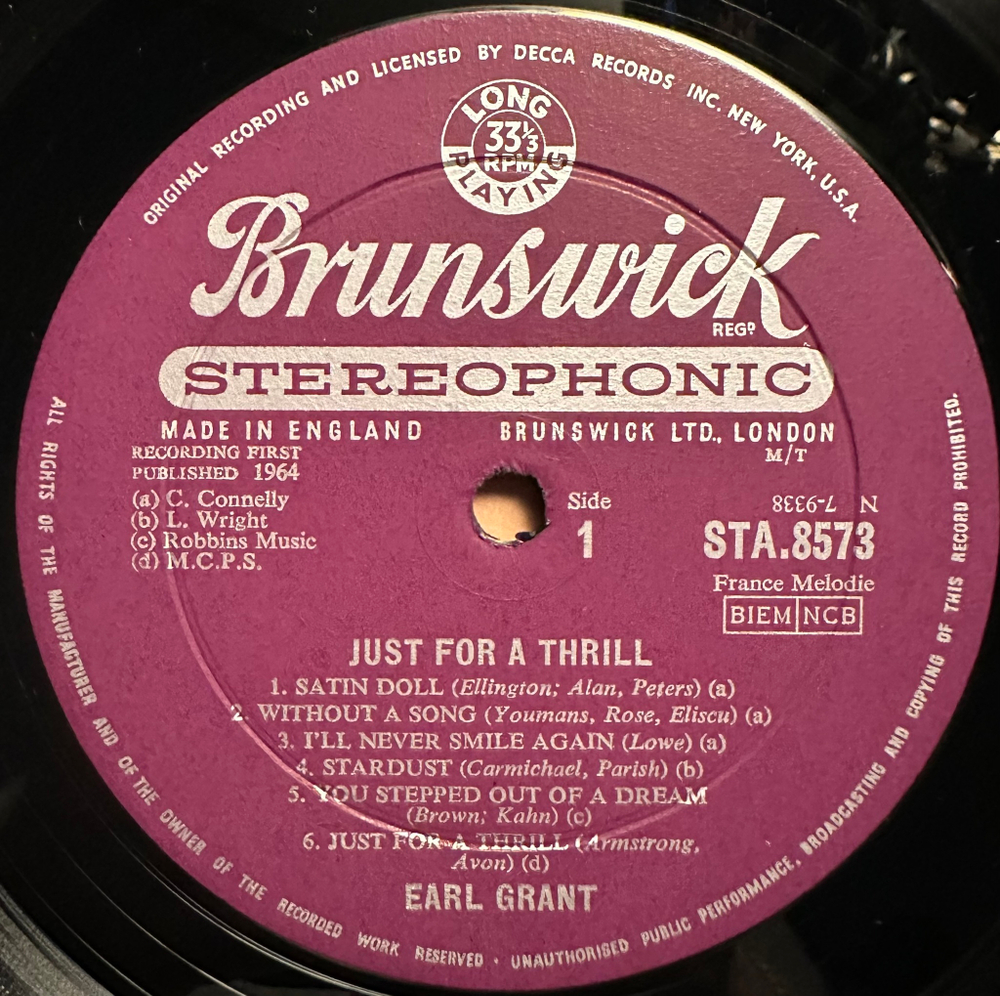 ORIGINAL RECORDING AND LICENSED BY DECCA RECORDS INC. NEW YORK, U.S.A.
LONG
33⅓
RPM
PLAYING
Brunswick
REGD
STEREOPHONIC
MADE IN ENGLAND BRUNSWICK LTD., LONDON
RECORDING FIRST M/T
PUBLISHED 1964
(a) C. Connelly Side N 7-9338
(b) L. Wright 1 STA.8573
(c) Robbins Music
(d) M.C.P.S. France Melodie
BIEM NCB
JUST FOR A THRILL
1. SATIN DOLL (Ellington; Alan, Peters) (a)
2. WITHOUT A SONG (Youmans, Rose, Eliscu) (a)
3. I'LL NEVER SMILE AGAIN (Lowe) (a)
4. STARDUST (Carmichael, Parish) (b)
5. YOU STEPPED OUT OF A DREAM
(Brown; Kahn) (c)
6. JUST FOR A THRILL (Armstrong,
Avon) (d)
EARL GRANT
ALL RIGHTS OF THE MANUFACTURER AND OF THE OWNER OF THE RECORDED WORK RESERVED · UNAUTHORISED PUBLIC PERFORMANCE, BROADCASTING AND COPYING OF THIS RECORD PROHIBITED.